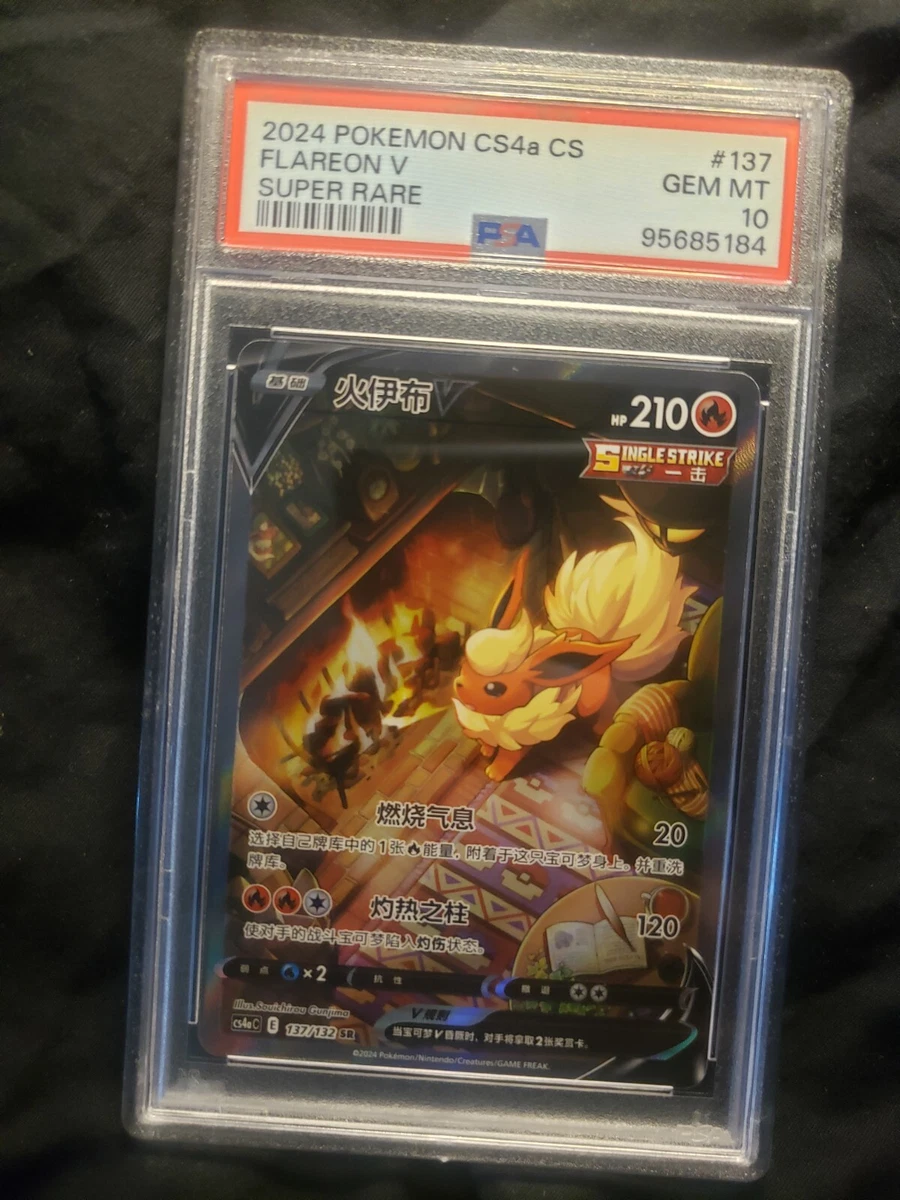 2024 POKEMON CS4a CS
#137
FLAREON V
GEM MT
SUPER RARE
10
PSA
95685184
基础
火伊布V
HP 210
SINGLE STRIKE
一击
燃烧气息
20
选择自己牌库中的1张能量，附着于这只宝可梦身上。并重洗
牌库。
灼热之柱
120
使对手的战斗宝可梦陷入灼伤状态。
弱点 ×2 抗性 撤退
Illus. Souichirou Gunjima
V规则
cs4aC E 137/132 SR
当宝可梦V昏厥时，对手将拿取2张奖赏卡。
©2024 Pokémon/Nintendo/Creatures/GAME FREAK.